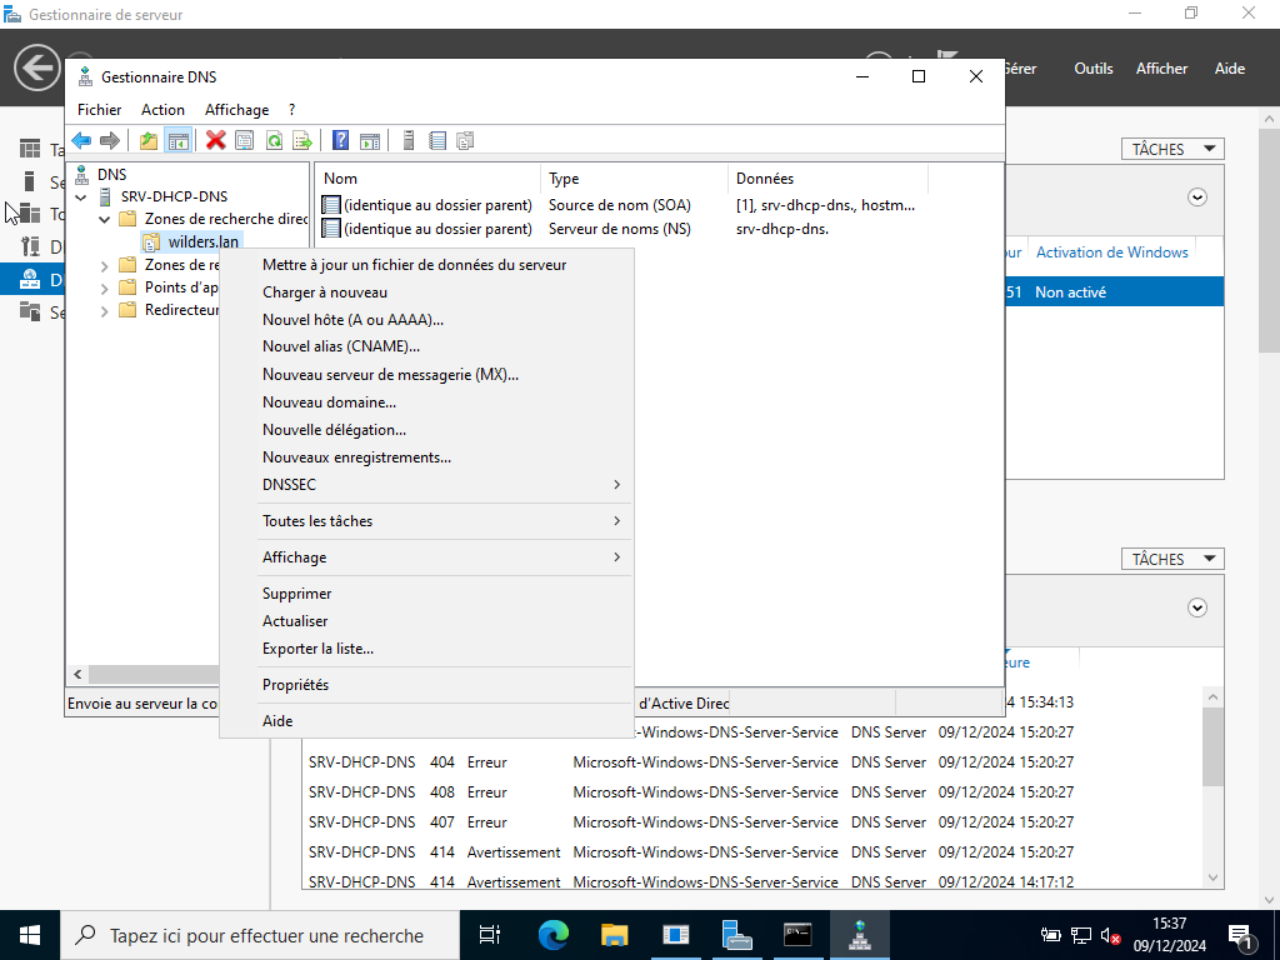 Gestionnaire de serveur
Gérer Outils Afficher Aide
Gestionnaire DNS
Fichier Action Affichage ?
DNS
SRV-DHCP-DNS
Zones de recherche direc
wilders.lan
Zones de re
Points d'ap
Redirecteur
Nom Type Données
(identique au dossier parent) Source de nom (SOA) [1], srv-dhcp-dns., hostm...
(identique au dossier parent) Serveur de noms (NS) srv-dhcp-dns.
Mettre à jour un fichier de données du serveur
Charger à nouveau
Nouvel hôte (A ou AAAA)...
Nouvel alias (CNAME)...
Nouveau serveur de messagerie (MX)...
Nouveau domaine...
Nouvelle délégation...
Nouveaux enregistrements...
DNSSEC
Toutes les tâches
Affichage
Supprimer
Actualiser
Exporter la liste...
Propriétés
Aide
Envoie au serveur la co
d'Active Direc
Ta
Se
To
D
D
Se
TÂCHES
ur Activation de Windows
51 Non activé
TÂCHES
eure
4 15:34:13
-Windows-DNS-Server-Service DNS Server 09/12/2024 15:20:27
SRV-DHCP-DNS 404 Erreur Microsoft-Windows-DNS-Server-Service DNS Server 09/12/2024 15:20:27
SRV-DHCP-DNS 408 Erreur Microsoft-Windows-DNS-Server-Service DNS Server 09/12/2024 15:20:27
SRV-DHCP-DNS 407 Erreur Microsoft-Windows-DNS-Server-Service DNS Server 09/12/2024 15:20:27
SRV-DHCP-DNS 414 Avertissement Microsoft-Windows-DNS-Server-Service DNS Server 09/12/2024 15:20:27
SRV-DHCP-DNS 414 Avertissement Microsoft-Windows-DNS-Server-Service DNS Server 09/12/2024 14:17:12
Tapez ici pour effectuer une recherche
15:37
09/12/2024
1